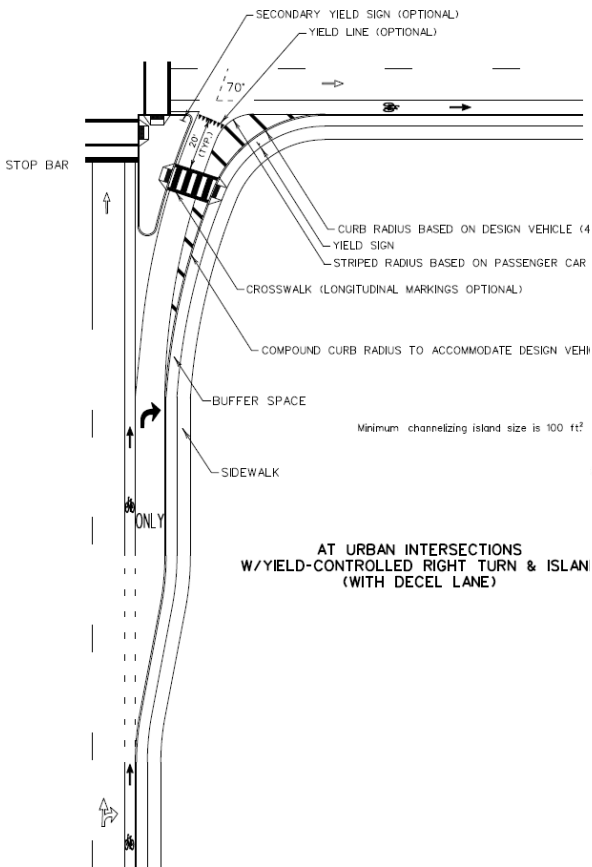 SECONDARY YIELD SIGN (OPTIONAL)
YIELD LINE (OPTIONAL)
70°
20'
(TYP.)
STOP BAR
CURB RADIUS BASED ON DESIGN VEHICLE (4
YIELD SIGN
STRIPED RADIUS BASED ON PASSENGER CAR
CROSSWALK (LONGITUDINAL MARKINGS OPTIONAL)
COMPOUND CURB RADIUS TO ACCOMMODATE DESIGN VEHI
BUFFER SPACE
Minimum channelizing island size is 100 ft²
SIDEWALK
ONLY
AT URBAN INTERSECTIONS
W/YIELD-CONTROLLED RIGHT TURN & ISLAN
(WITH DECEL LANE)